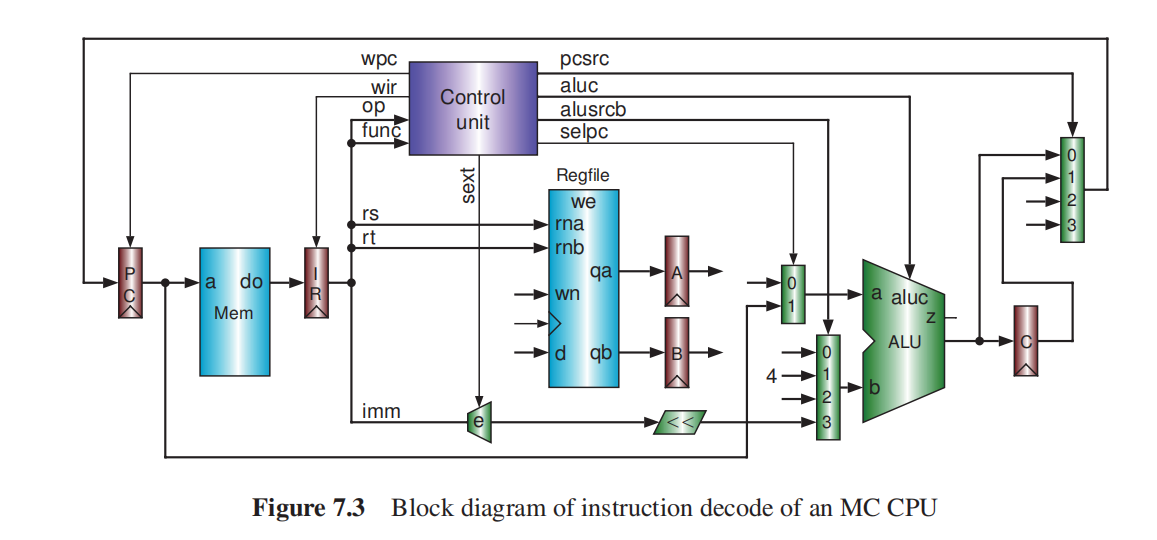 wpc
pcsrc
wir
Control
unit
aluc
op
alusrcb
func
selpc
sext
Regfile
we
rs
rna
rt
rnb
0
1
2
3
P
C
a do
Mem
I
R
qa
A
wn
0
1
a aluc
z
ALU
b
C
d qb
B
0
4
1
2
3
imm
e
<<
Figure 7.3 Block diagram of instruction decode of an MC CPU